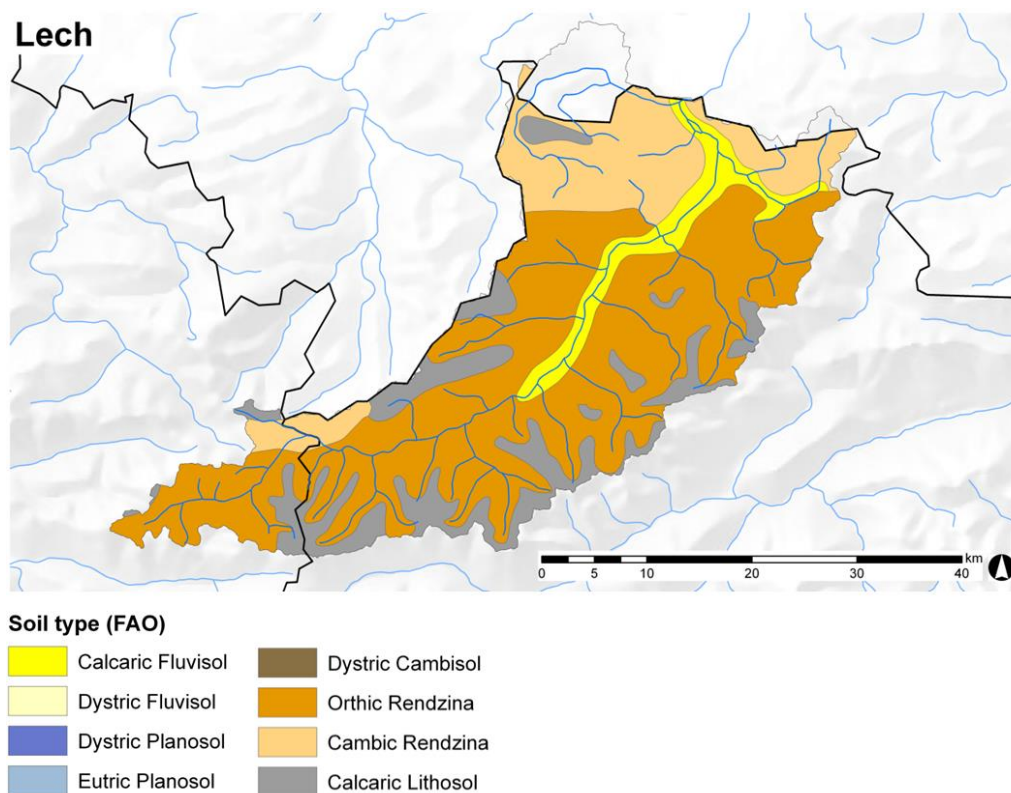 Lech
km
0 5 10 20 30 40
Soil type (FAO)
Calcaric Fluvisol
Dystric Fluvisol
Dystric Planosol
Eutric Planosol
Dystric Cambisol
Orthic Rendzina
Cambic Rendzina
Calcaric Lithosol